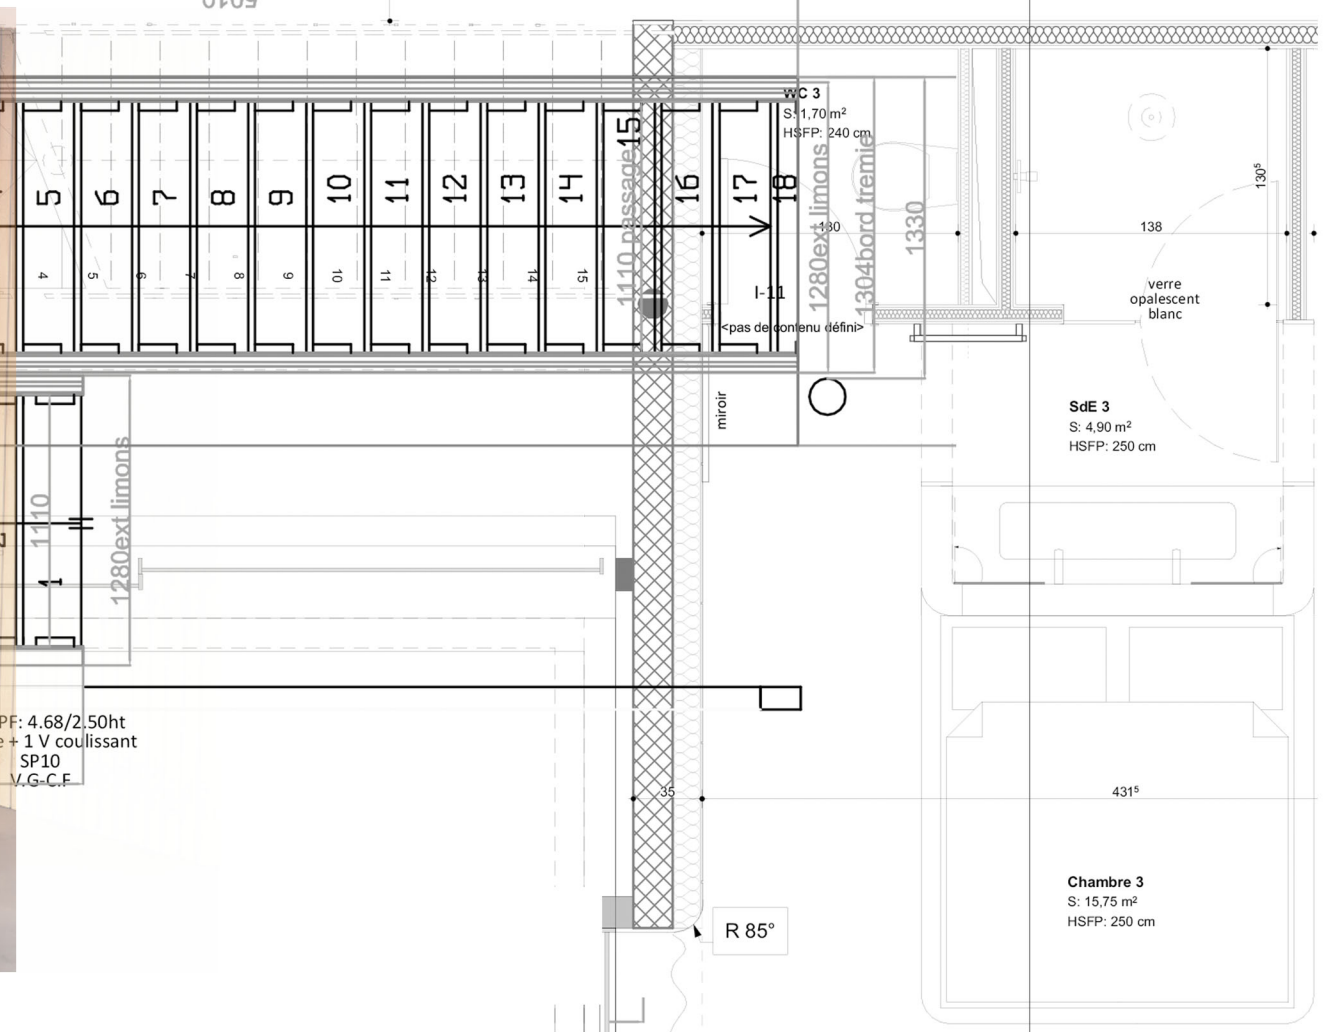 5010
WC 3
S: 1,70 m²
HSFP: 240 cm
5
6
7
8
9
10
11
12
13
14
15
16
17
18
1110 passage
1280ext limons
1304bord tremie
1330
180
138
130⁵
verre
opalescent
blanc
4
5
6
7
8
9
10
11
12
13
14
15
I-11
<pas de contenu défini>
miroir
SdE 3
S: 4,90 m²
HSFP: 250 cm
1110
1280ext limons
1
PF: 4.68/2.50ht
e + 1 V coulissant
SP10
V.G-C.F
35
431⁵
Chambre 3
S: 15,75 m²
HSFP: 250 cm
R 85°